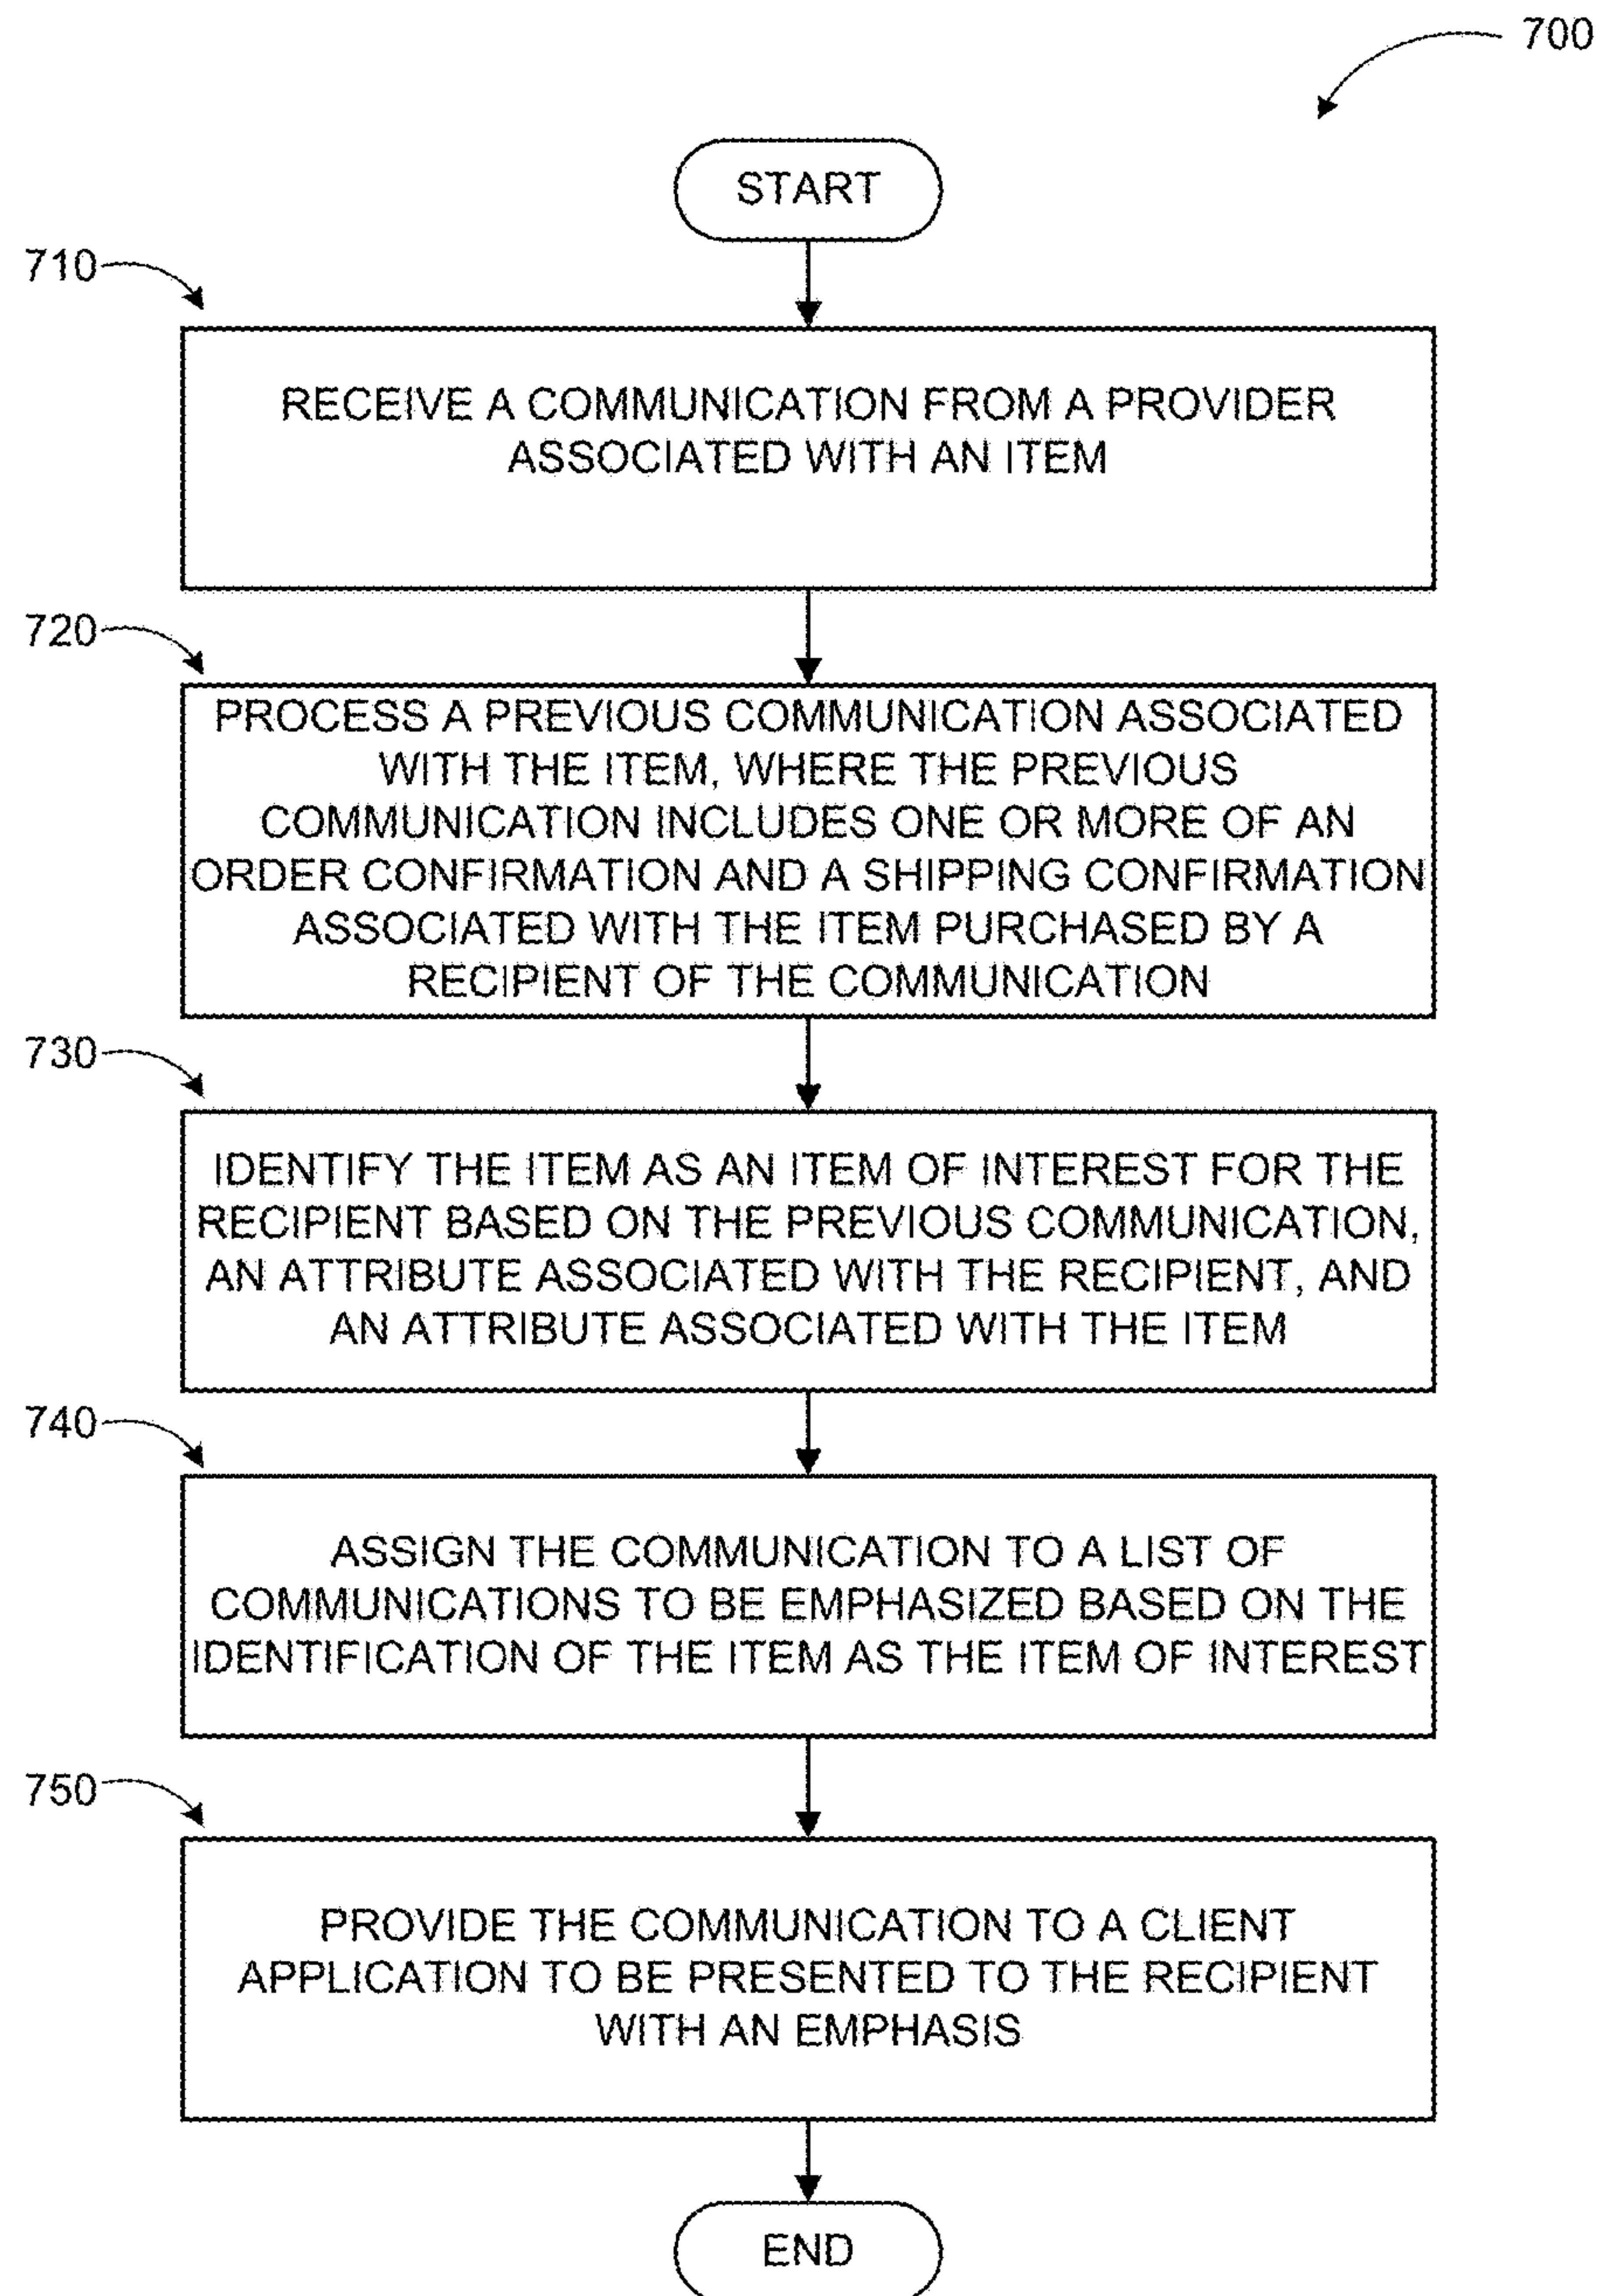 700
START
710
RECEIVE A COMMUNICATION FROM A PROVIDER
ASSOCIATED WITH AN ITEM
720
PROCESS A PREVIOUS COMMUNICATION ASSOCIATED
WITH THE ITEM, WHERE THE PREVIOUS
COMMUNICATION INCLUDES ONE OR MORE OF AN
ORDER CONFIRMATION AND A SHIPPING CONFIRMATION
ASSOCIATED WITH THE ITEM PURCHASED BY A
RECIPIENT OF THE COMMUNICATION
730
IDENTIFY THE ITEM AS AN ITEM OF INTEREST FOR THE
RECIPIENT BASED ON THE PREVIOUS COMMUNICATION,
AN ATTRIBUTE ASSOCIATED WITH THE RECIPIENT, AND
AN ATTRIBUTE ASSOCIATED WITH THE ITEM
740
ASSIGN THE COMMUNICATION TO A LIST OF
COMMUNICATIONS TO BE EMPHASIZED BASED ON THE
IDENTIFICATION OF THE ITEM AS THE ITEM OF INTEREST
750
PROVIDE THE COMMUNICATION TO A CLIENT
APPLICATION TO BE PRESENTED TO THE RECIPIENT
WITH AN EMPHASIS
END